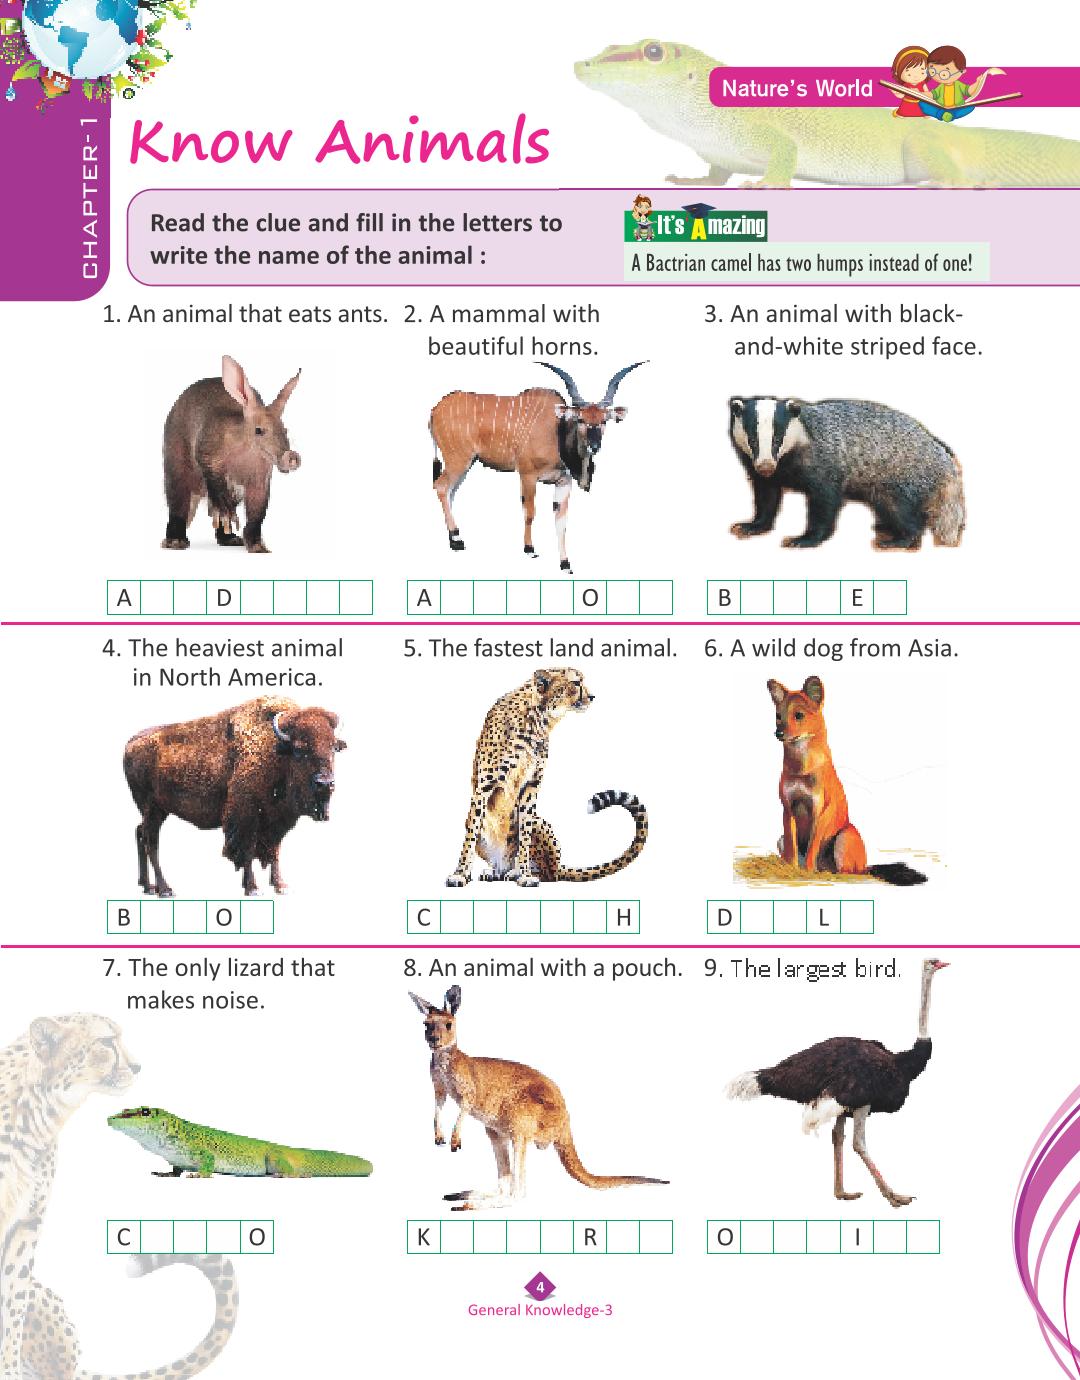 Nature's World
CHAPTER-1
Know Animals
Read the clue and fill in the letters to
write the name of the animal :
It's Amazing
A Bactrian camel has two humps instead of one!
1. An animal that eats ants.
2. A mammal with
beautiful horns.
3. An animal with black-
and-white striped face.
A D
A O
B E
4. The heaviest animal
in North America.
5. The fastest land animal.
6. A wild dog from Asia.
B O
C H
D L
7. The only lizard that
makes noise.
8. An animal with a pouch.
9. The largest bird.
C O
K R
O I
4
General Knowledge-3